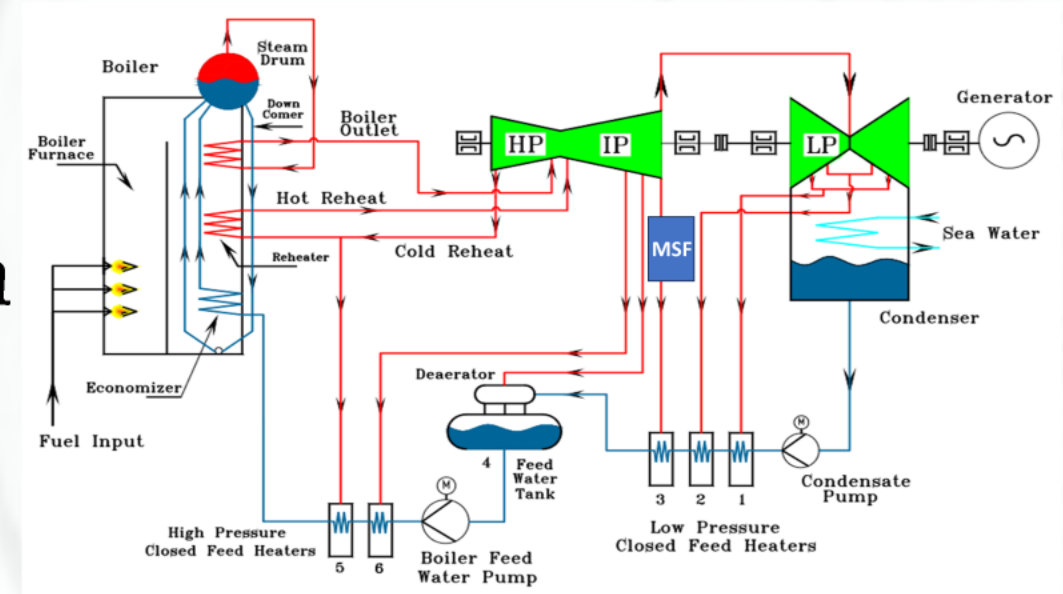 Boiler
Steam
Drum
Down
Comer
Boiler
Outlet
Boiler
Furnace
HP
IP
LP
Generator
Hot Reheat
Cold Reheat
Reheater
MSF
Sea Water
Condenser
Economizer
Fuel Input
Deaerator
4
Feed
Water
Tank
M
Condensate
Pump
3
2
1
Low Pressure
Closed Feed Heaters
High Pressure
Closed Feed Heaters
5
6
M
Boiler Feed
Water Pump